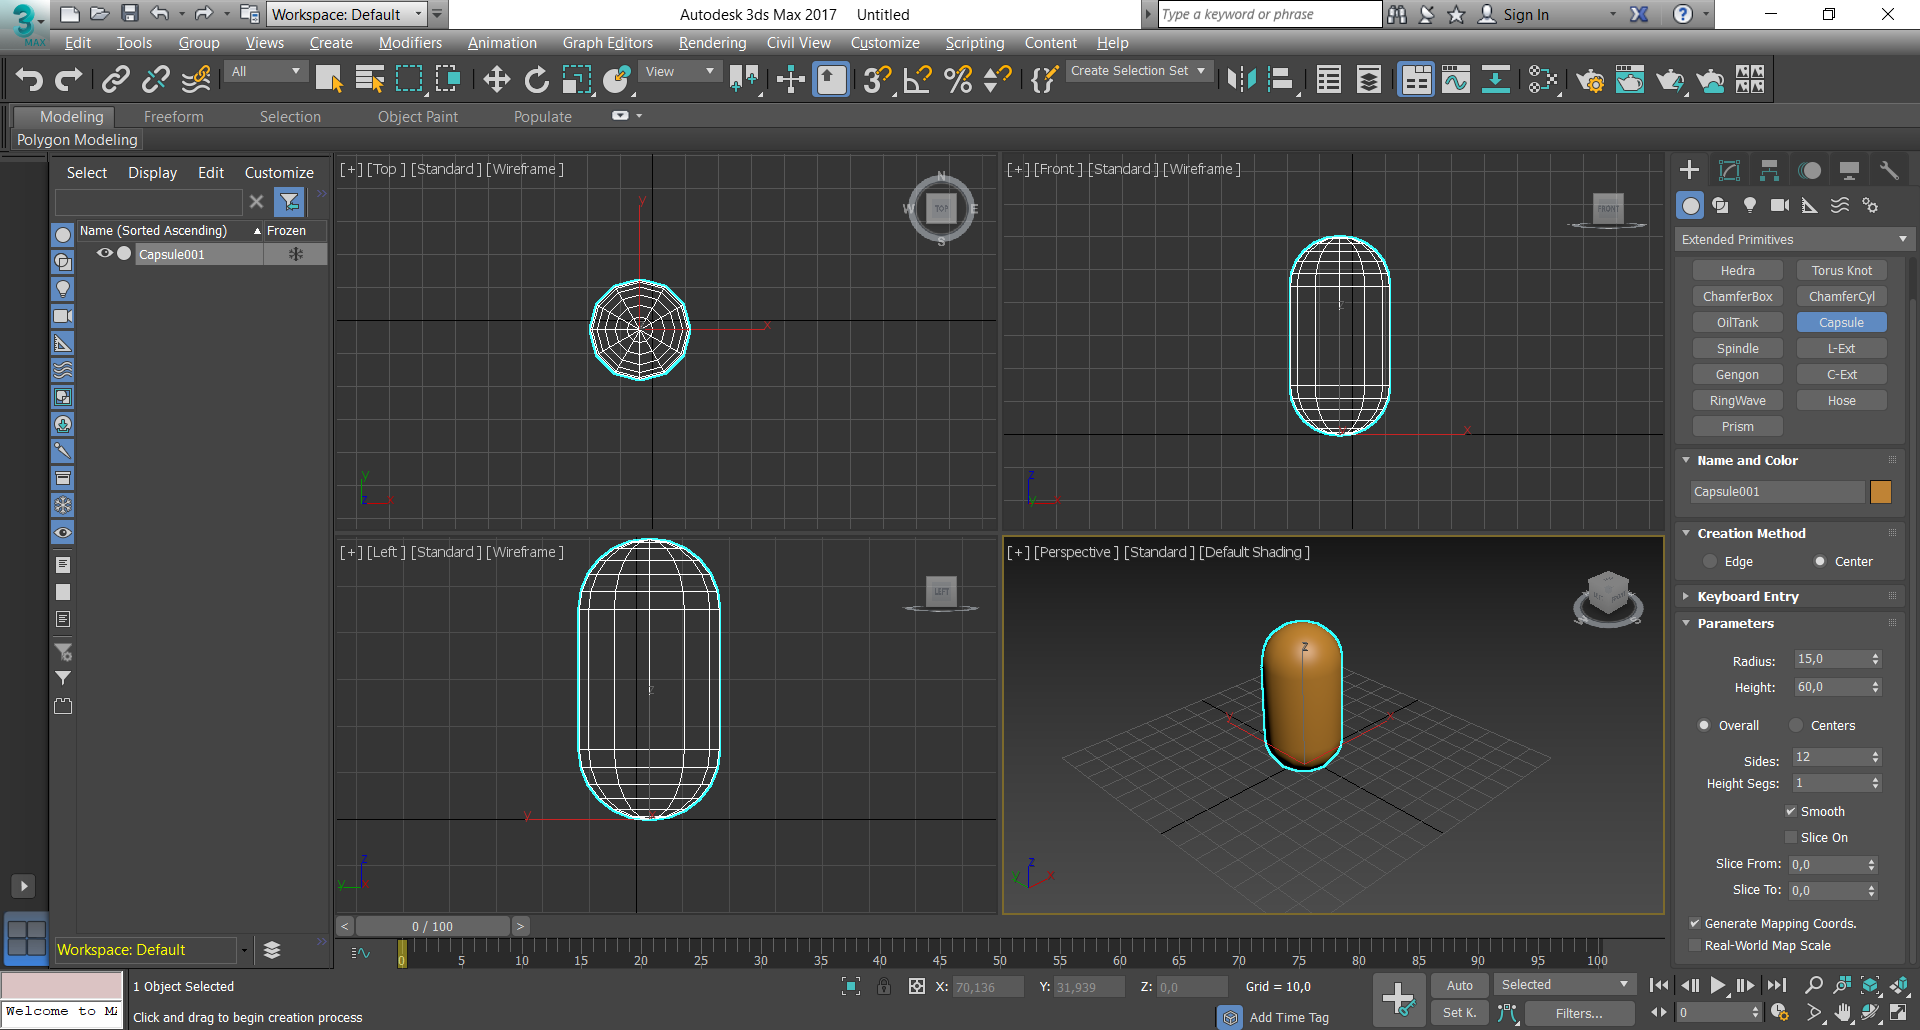 3 MAX
Workspace: Default
Autodesk 3ds Max 2017 Untitled
Type a keyword or phrase
Sign In
Edit Tools Group Views Create Modifiers Animation Graph Editors Rendering Civil View Customize Scripting Content Help
All
View
Create Selection Set
Modeling Freeform Selection Object Paint Populate
Polygon Modeling
Select Display Edit Customize
Name (Sorted Ascending) Frozen
Capsule001
[+] [Top ] [Standard ] [Wireframe ]
N
W TOP E
S
y
x
y
z x
[+] [Front ] [Standard ] [Wireframe ]
FRONT
x
z
y x
[+] [Left ] [Standard ] [Wireframe ]
LEFT
z
y
z
y x
[+] [Perspective ] [Standard ] [Default Shading ]
z
y x
z
y x
Extended Primitives
Hedra Torus Knot
ChamferBox ChamferCyl
OilTank Capsule
Spindle L-Ext
Gengon C-Ext
RingWave Hose
Prism
Name and Color
Capsule001
Creation Method
Edge Center
Keyboard Entry
Parameters
Radius: 15,0
Height: 60,0
Overall Centers
Sides: 12
Height Segs: 1
Smooth
Slice On
Slice From: 0,0
Slice To: 0,0
Generate Mapping Coords.
Real-World Map Scale
Workspace: Default
< 0 / 100 >
0 5 10 15 20 25 30 35 40 45 50 55 60 65 70 75 80 85 90 95 100
1 Object Selected
X: 70,136 Y: 31,939 Z: 0,0 Grid = 10,0
Auto Selected
Welcome to MA
Click and drag to begin creation process
Add Time Tag
Set K. Filters...
0